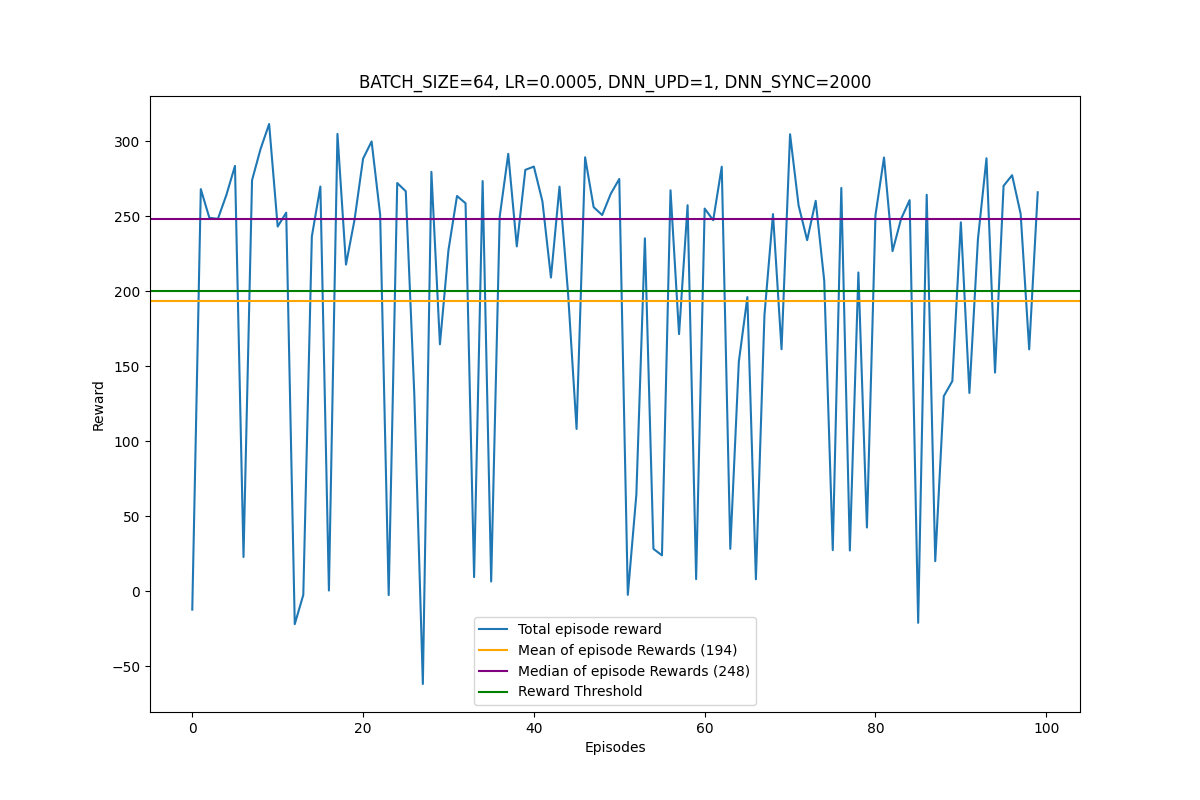 BATCH_SIZE=64, LR=0.0005, DNN_UPD=1, DNN_SYNC=2000
300
250
200
150
100
50
0
−50
Reward
Total episode reward
Mean of episode Rewards (194)
Median of episode Rewards (248)
Reward Threshold
0 20 40 60 80 100
Episodes